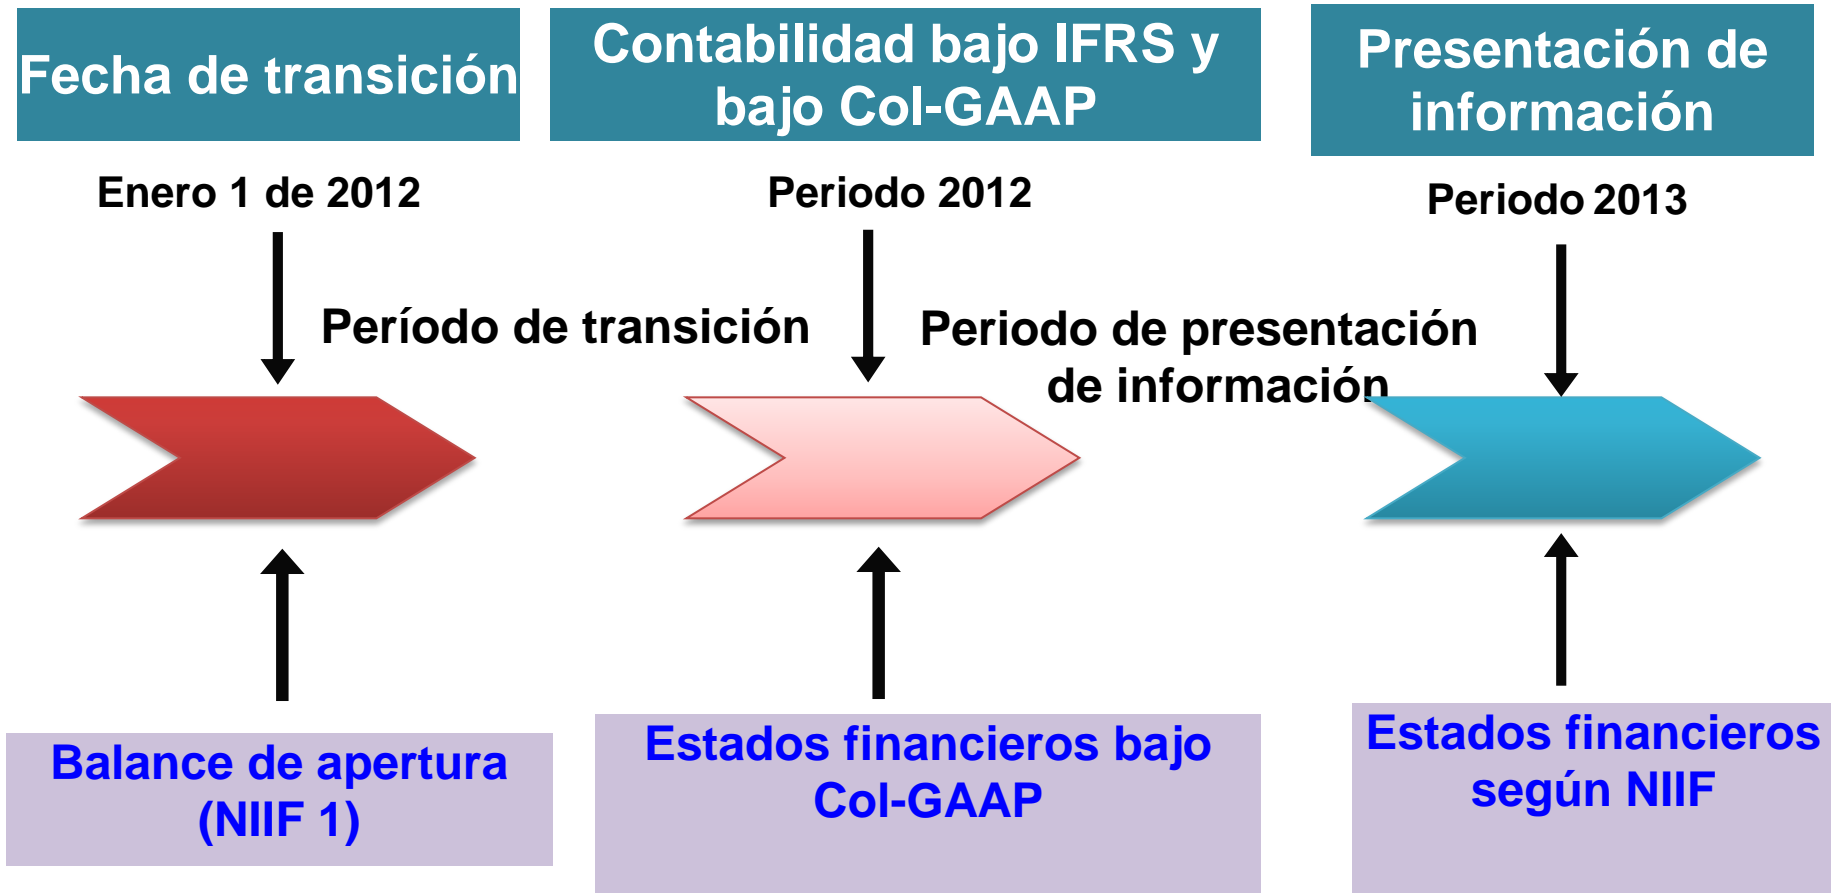 Fecha de transición
Contabilidad bajo IFRS y
bajo Col-GAAP
Presentación de
información
Enero 1 de 2012
Periodo 2012
Periodo 2013
Período de transición
Periodo de presentación
de información
Balance de apertura
(NIIF 1)
Estados financieros bajo
Col-GAAP
Estados financieros
según NIIF